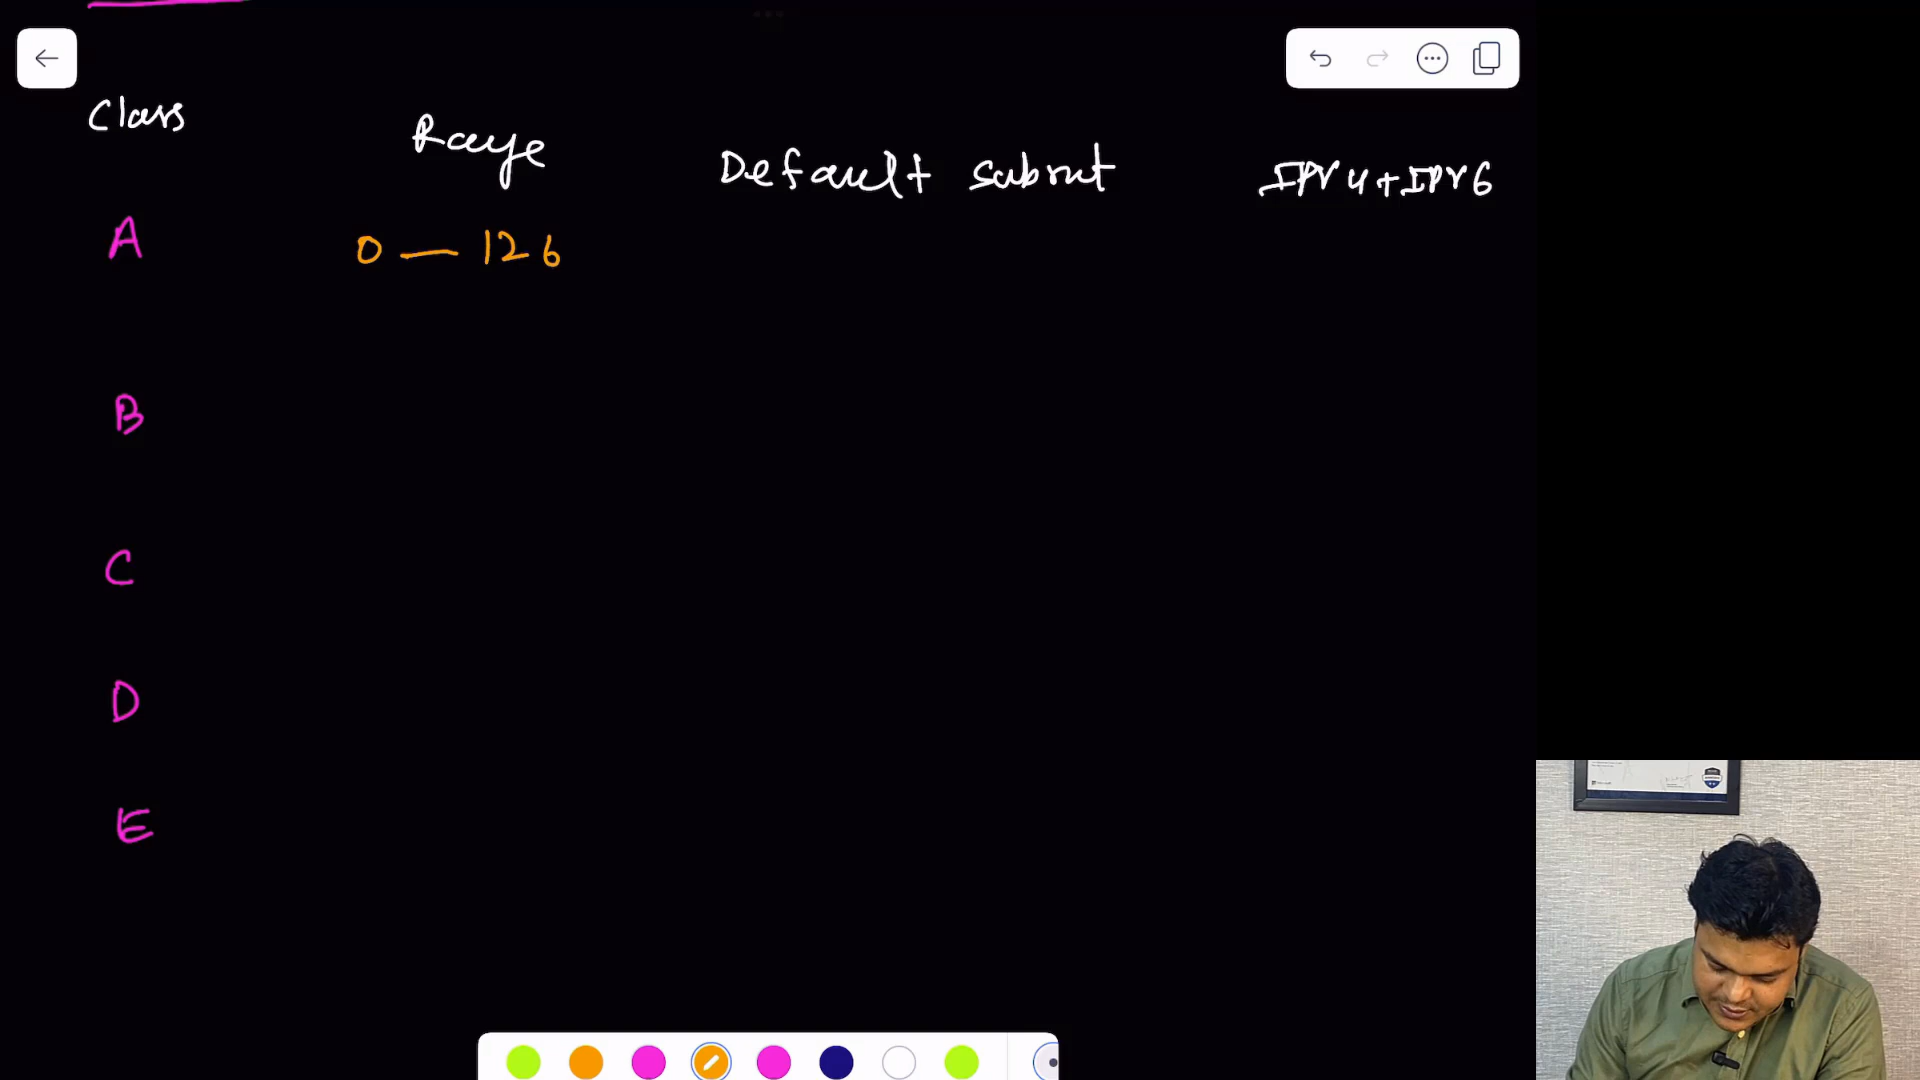 Class Range Default subnet IPV4+IPV6
A 0 — 126
B
C
D
E